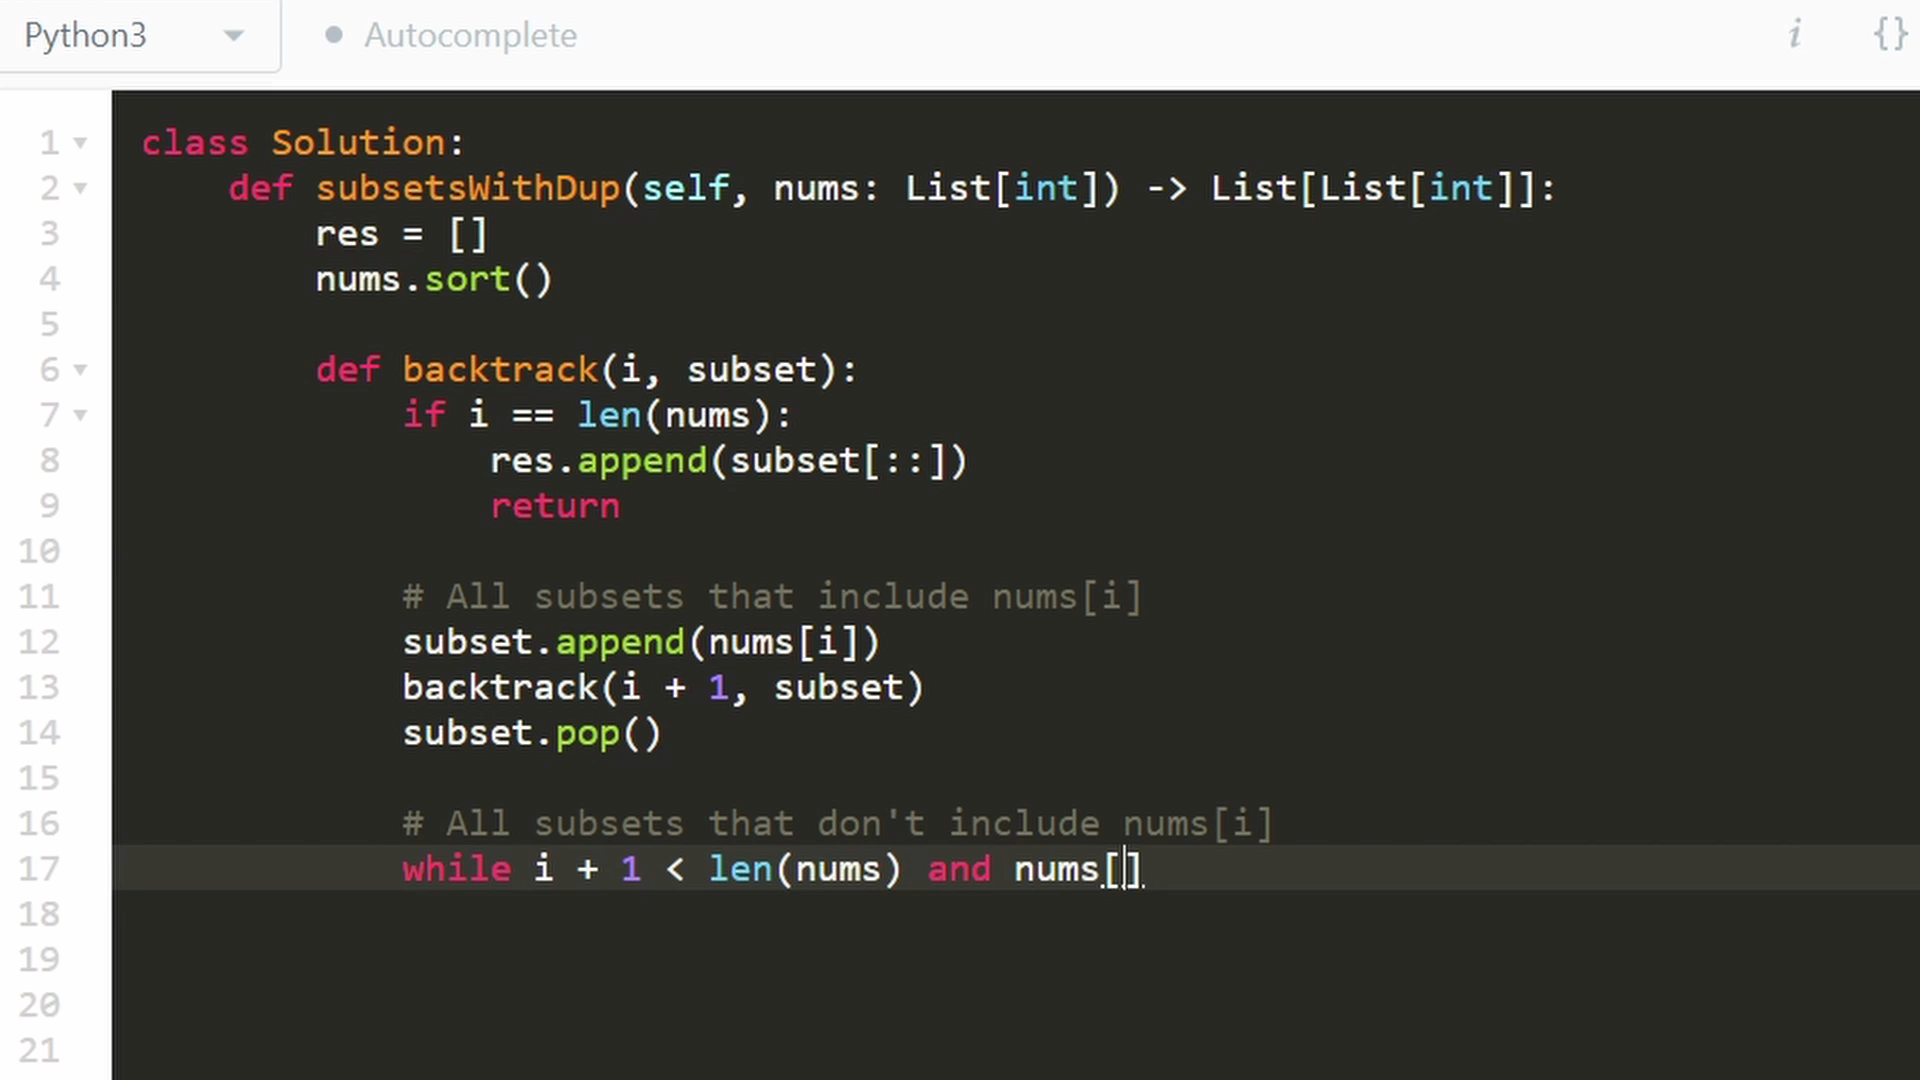 Python3
Autocomplete
i
{}
1 class Solution:
2     def subsetsWithDup(self, nums: List[int]) -> List[List[int]]:
3         res = []
4         nums.sort()
5
6         def backtrack(i, subset):
7             if i == len(nums):
8                 res.append(subset[::])
9                 return
10
11             # All subsets that include nums[i]
12             subset.append(nums[i])
13             backtrack(i + 1, subset)
14             subset.pop()
15
16             # All subsets that don't include nums[i]
17             while i + 1 < len(nums) and nums[]
18
19
20
21